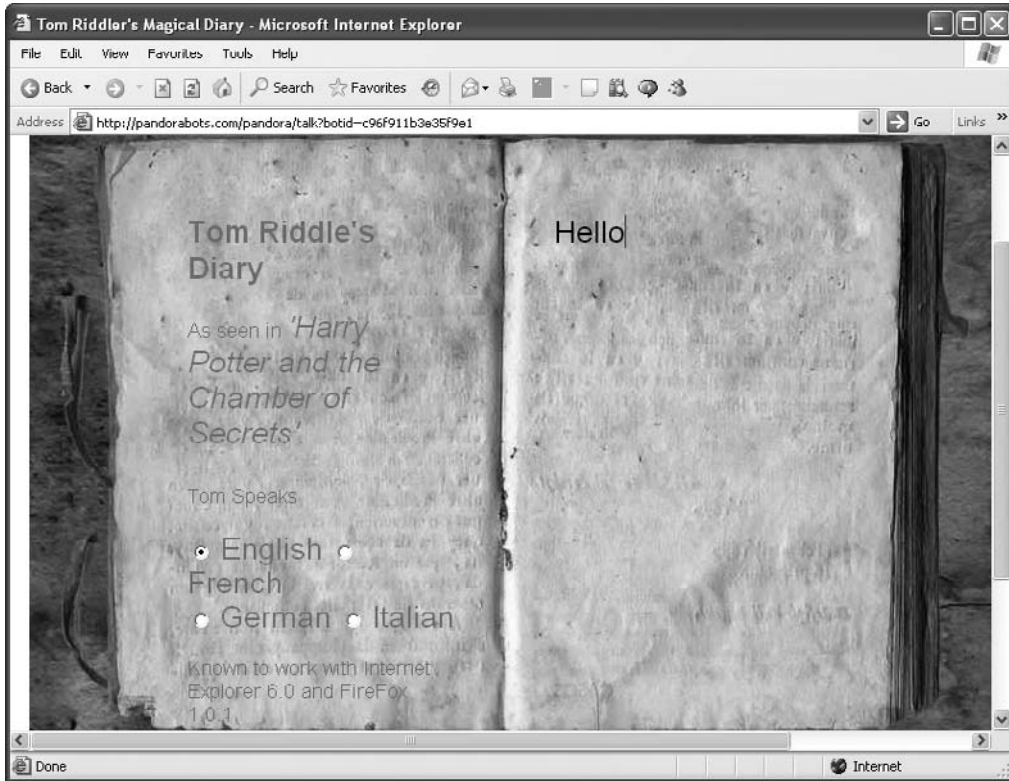 Tom Riddler's Magical Diary - Microsoft Internet Explorer
File Edit View Favorites Tools Help
Back Search Favorites
Address http://pandorabots.com/pandora/talk?botid=c96f911b3e35f9e1 Go Links »
Tom Riddle's
Diary
As seen in 'Harry
Potter and the
Chamber of
Secrets'.
Tom Speaks
English
French
German Italian
Known to work with Internet
Explorer 6.0 and FireFox
1.0.1
Hello
Done Internet